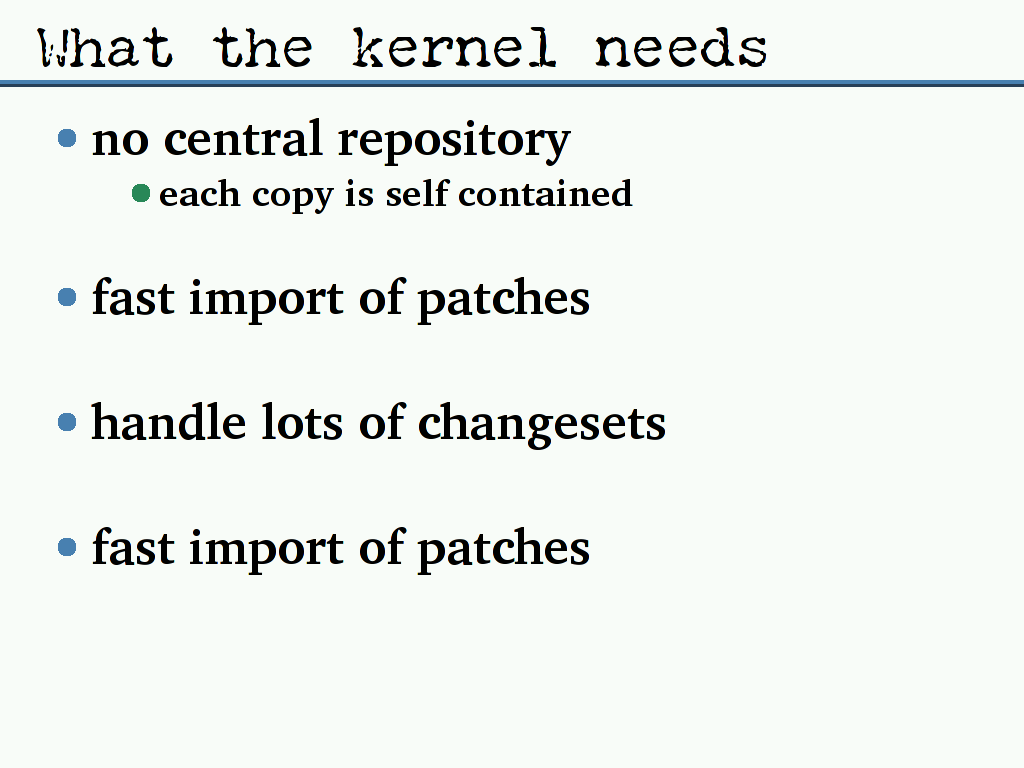 What the kernel needs
no central repository
each copy is self contained
fast import of patches
handle lots of changesets
fast import of patches